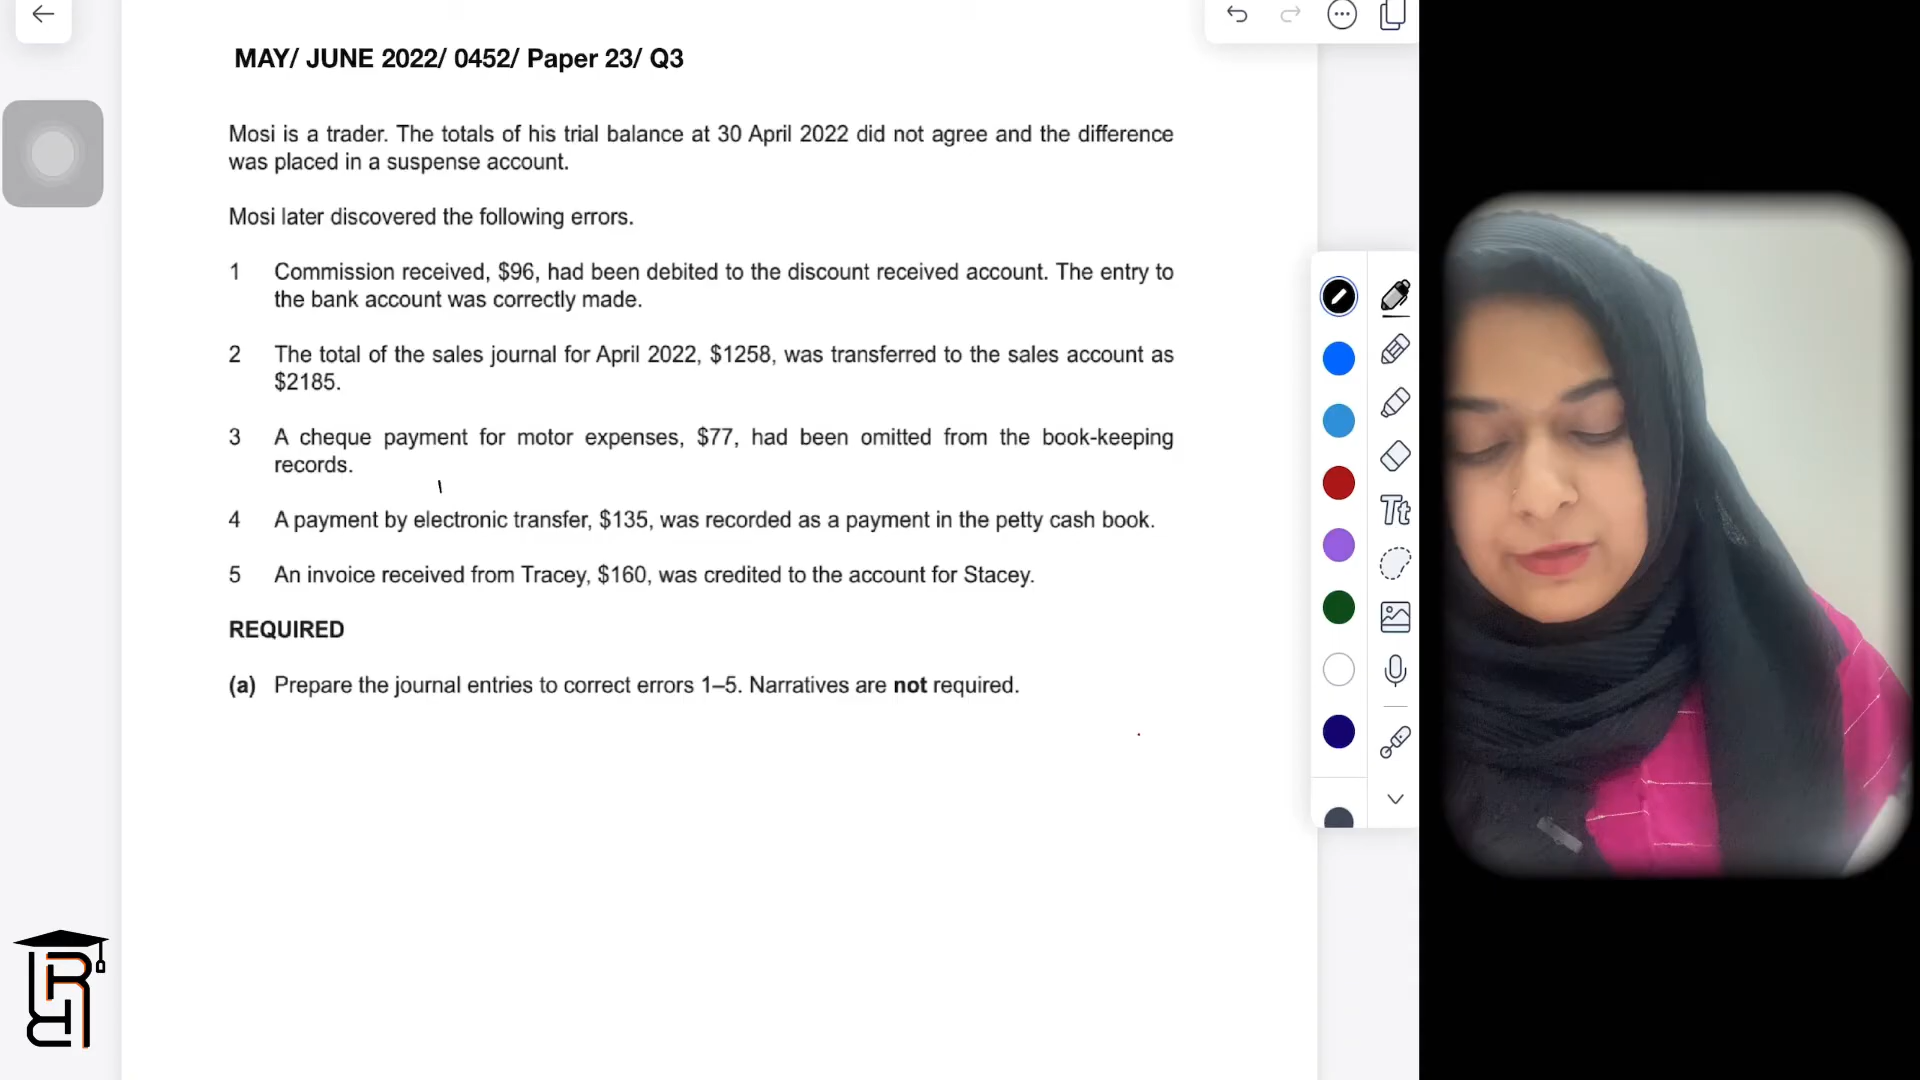 MAY/ JUNE 2022/ 0452/ Paper 23/ Q3
Mosi is a trader. The totals of his trial balance at 30 April 2022 did not agree and the difference
was placed in a suspense account.
Mosi later discovered the following errors.
1 Commission received, $96, had been debited to the discount received account. The entry to
the bank account was correctly made.
2 The total of the sales journal for April 2022, $1258, was transferred to the sales account as
$2185.
3 A cheque payment for motor expenses, $77, had been omitted from the book-keeping
records.
4 A payment by electronic transfer, $135, was recorded as a payment in the petty cash book.
5 An invoice received from Tracey, $160, was credited to the account for Stacey.
REQUIRED
(a) Prepare the journal entries to correct errors 1–5. Narratives are not required.
Tt